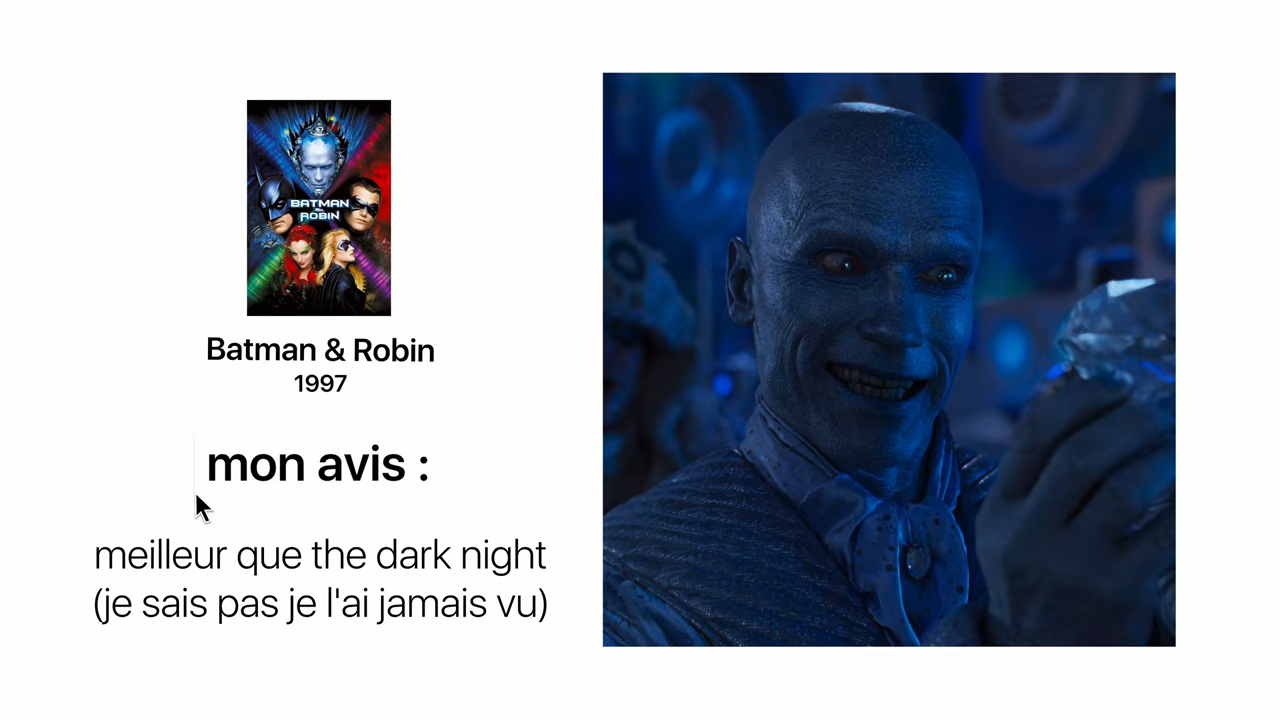 BATMAN
&
ROBIN
Batman & Robin
1997
mon avis :
meilleur que the dark night
(je sais pas je l'ai jamais vu)